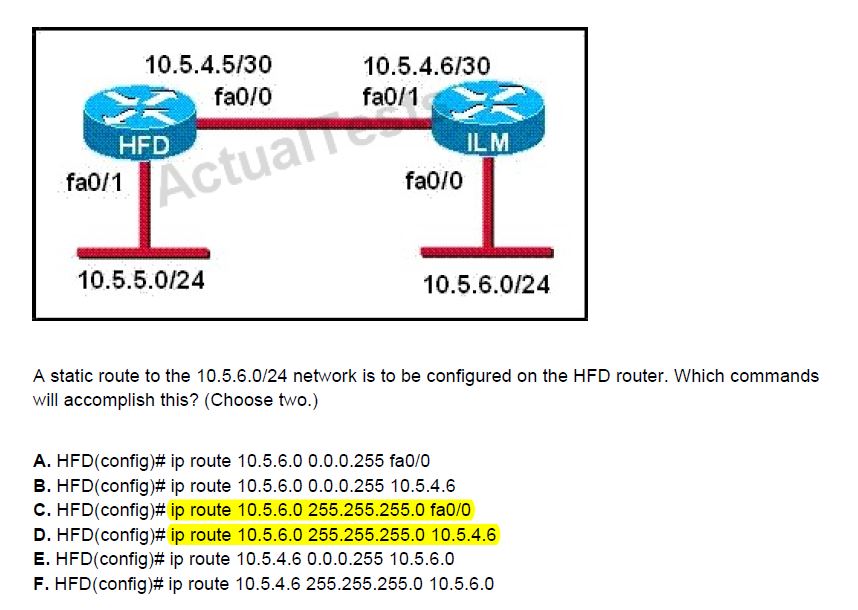 10.5.4.5/30 10.5.4.6/30
fa0/0 fa0/1
HFD ILM
ActualTests
fa0/1 fa0/0
10.5.5.0/24 10.5.6.0/24
A static route to the 10.5.6.0/24 network is to be configured on the HFD router. Which commands
will accomplish this? (Choose two.)
A. HFD(config)# ip route 10.5.6.0 0.0.0.255 fa0/0
B. HFD(config)# ip route 10.5.6.0 0.0.0.255 10.5.4.6
C. HFD(config)# ip route 10.5.6.0 255.255.255.0 fa0/0
D. HFD(config)# ip route 10.5.6.0 255.255.255.0 10.5.4.6
E. HFD(config)# ip route 10.5.4.6 0.0.0.255 10.5.6.0
F. HFD(config)# ip route 10.5.4.6 255.255.255.0 10.5.6.0